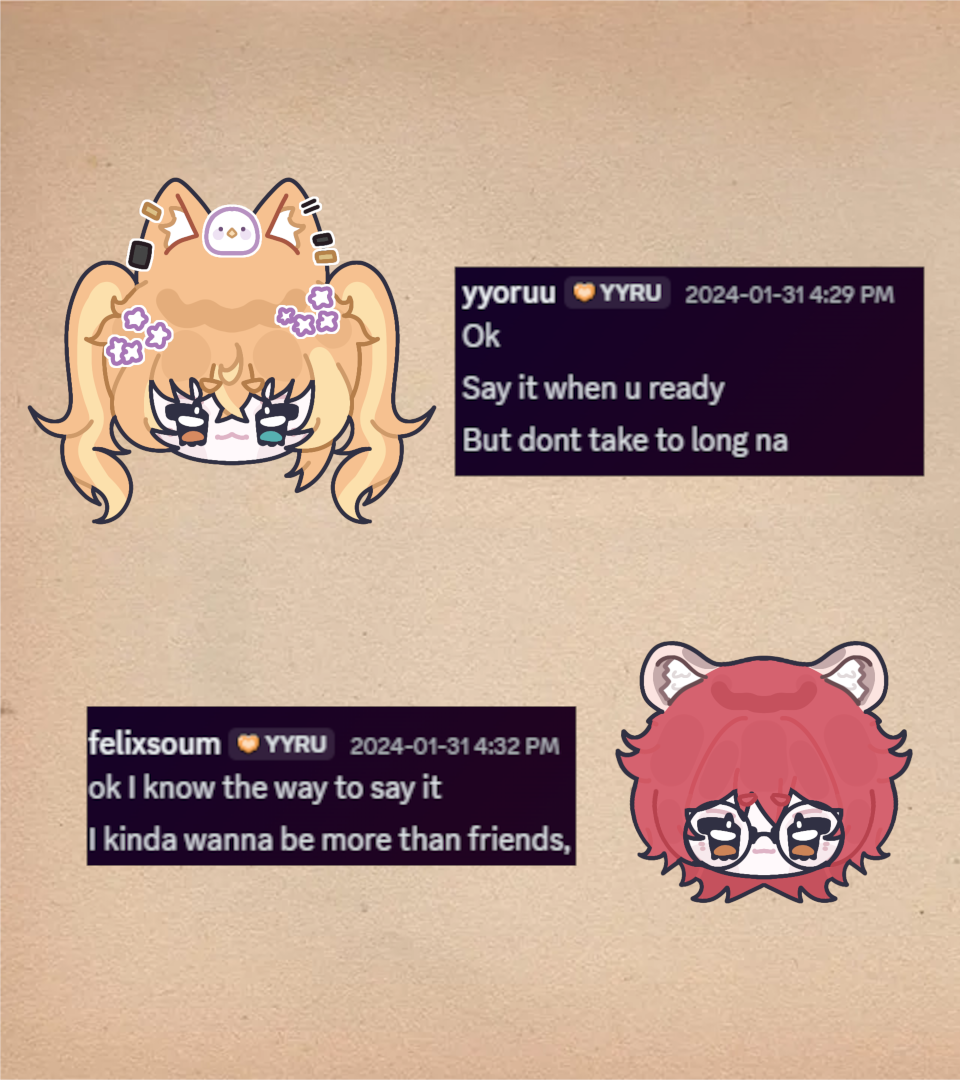 yyoruu YYRU 2024-01-31 4:29 PM
Ok
Say it when u ready
But dont take to long na
felixsoum YYRU 2024-01-31 4:32 PM
ok I know the way to say it
I kinda wanna be more than friends,